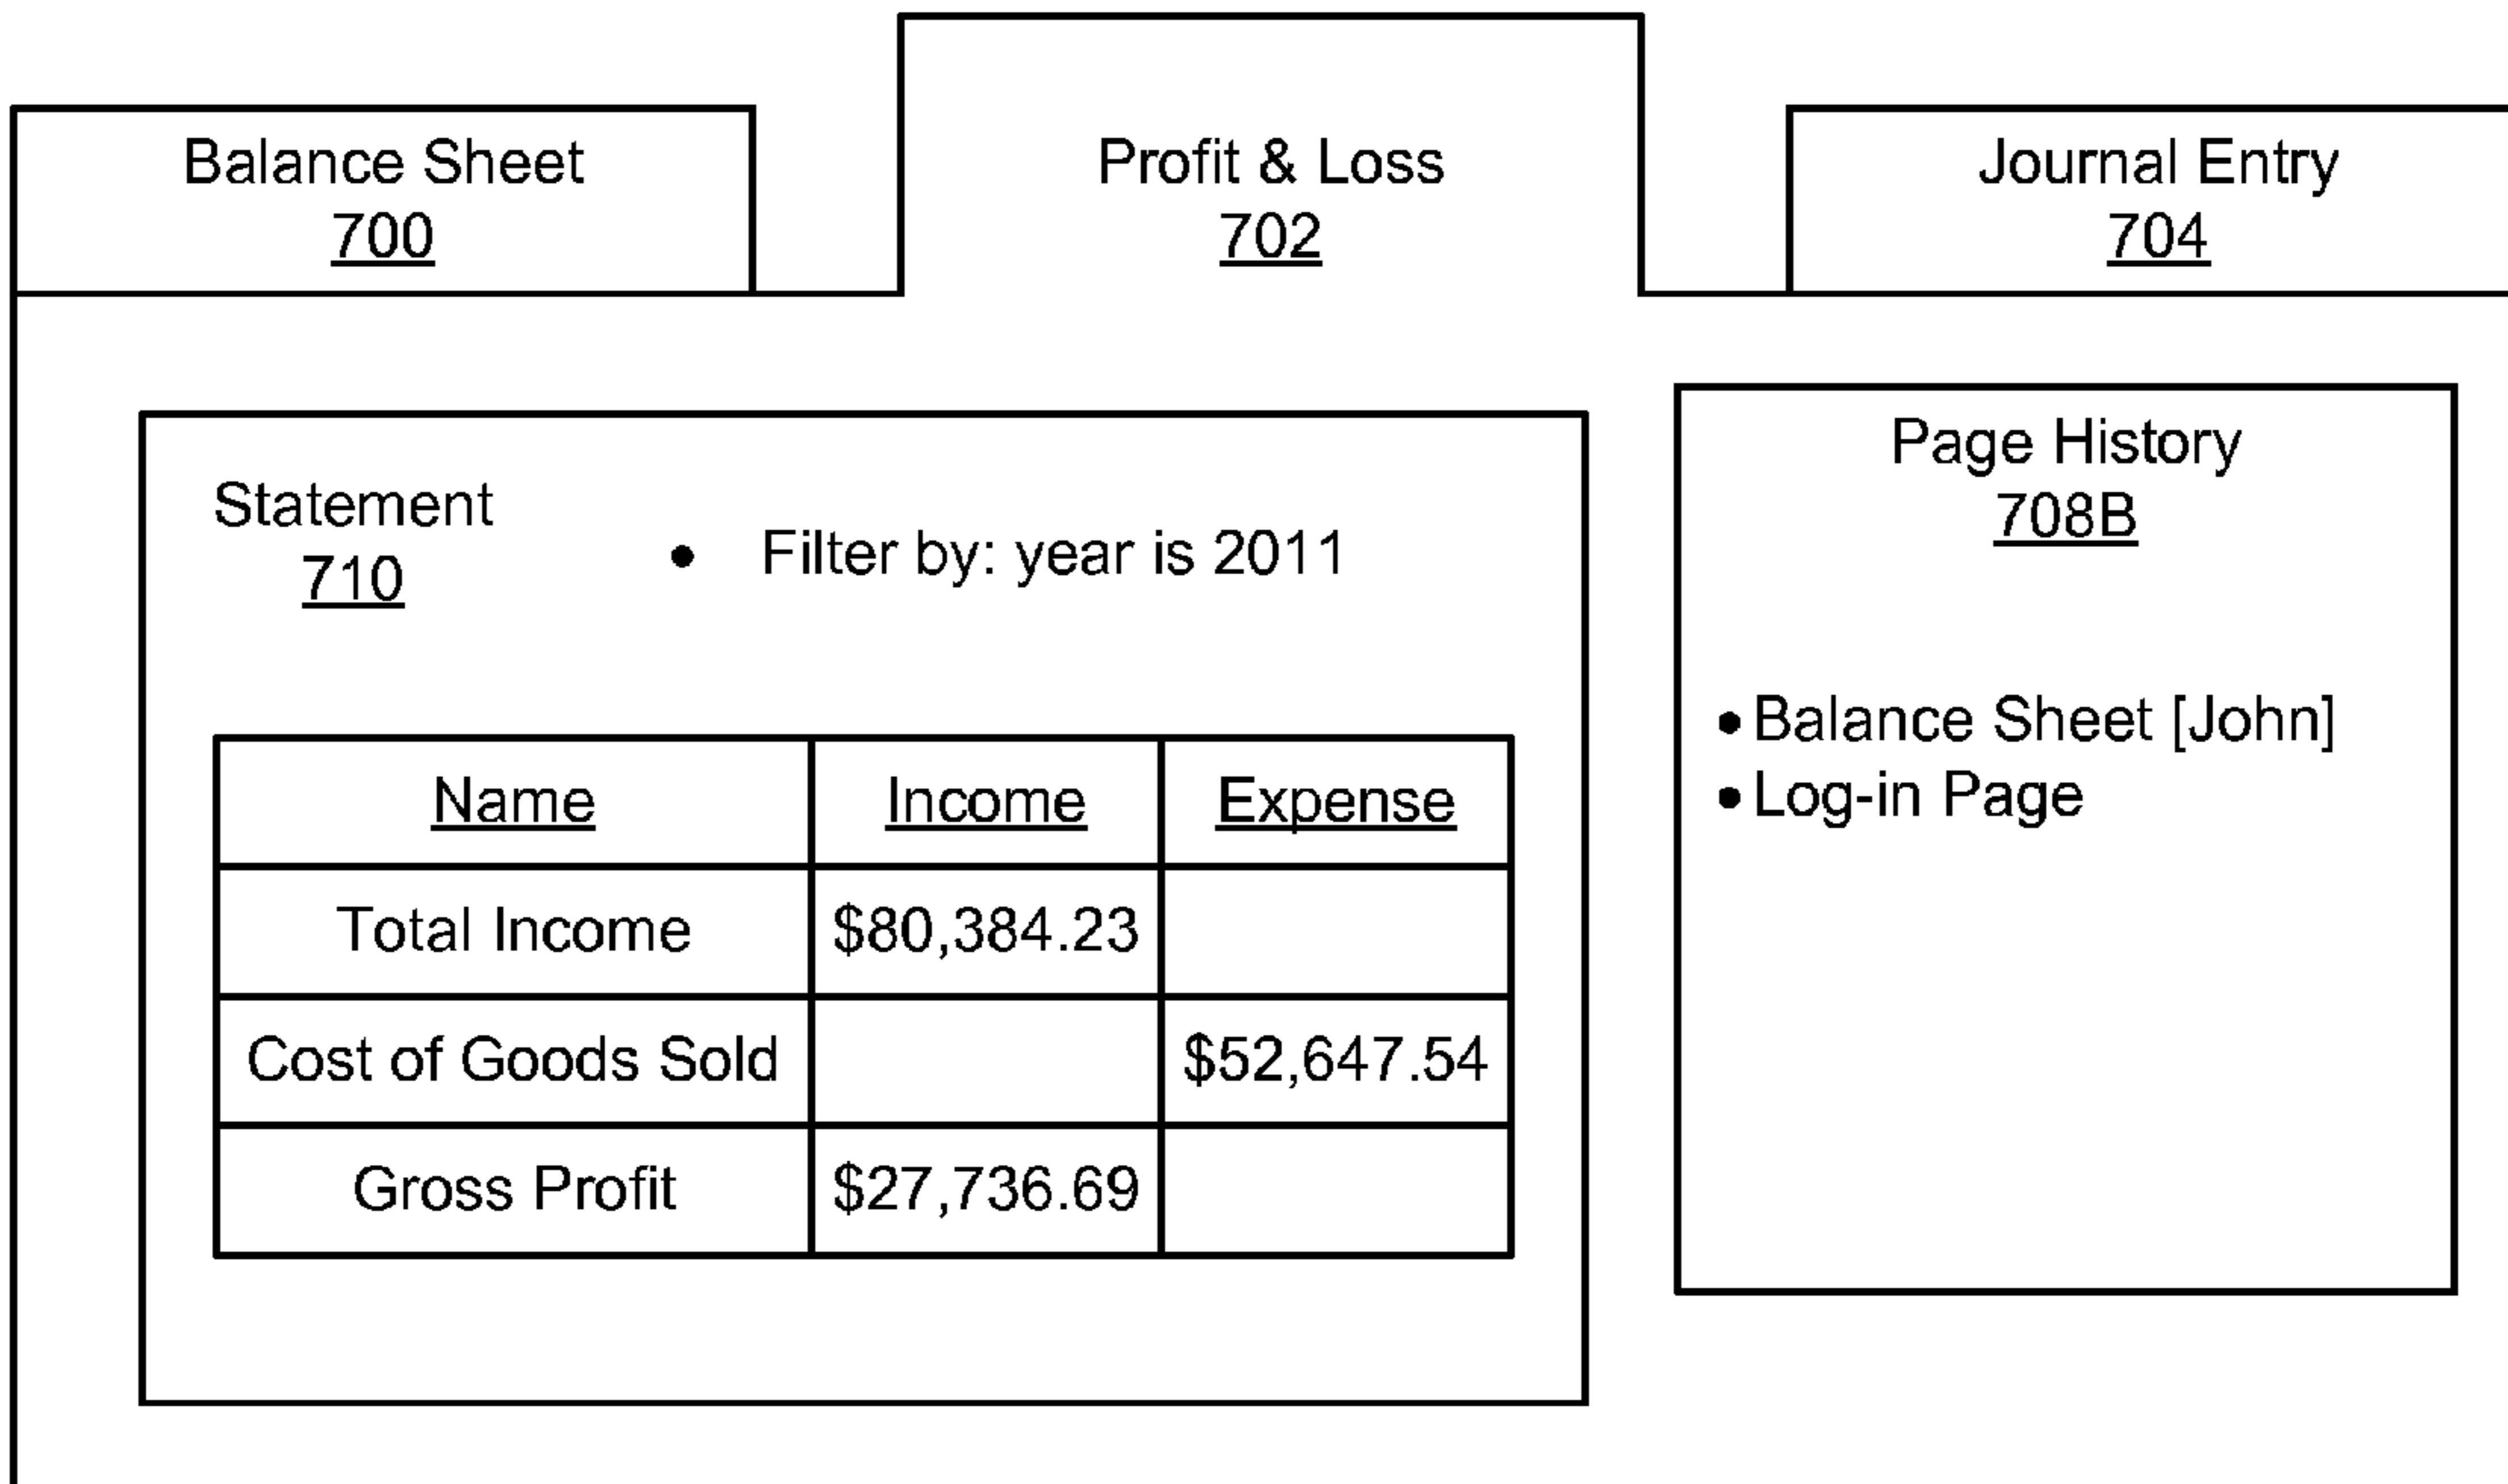 Balance Sheet
700
Profit & Loss
702
Journal Entry
704
Statement
710
• Filter by: year is 2011
Name Income Expense
Total Income $80,384.23
Cost of Goods Sold $52,647.54
Gross Profit $27,736.69
Page History
708B
• Balance Sheet [John]
• Log-in Page